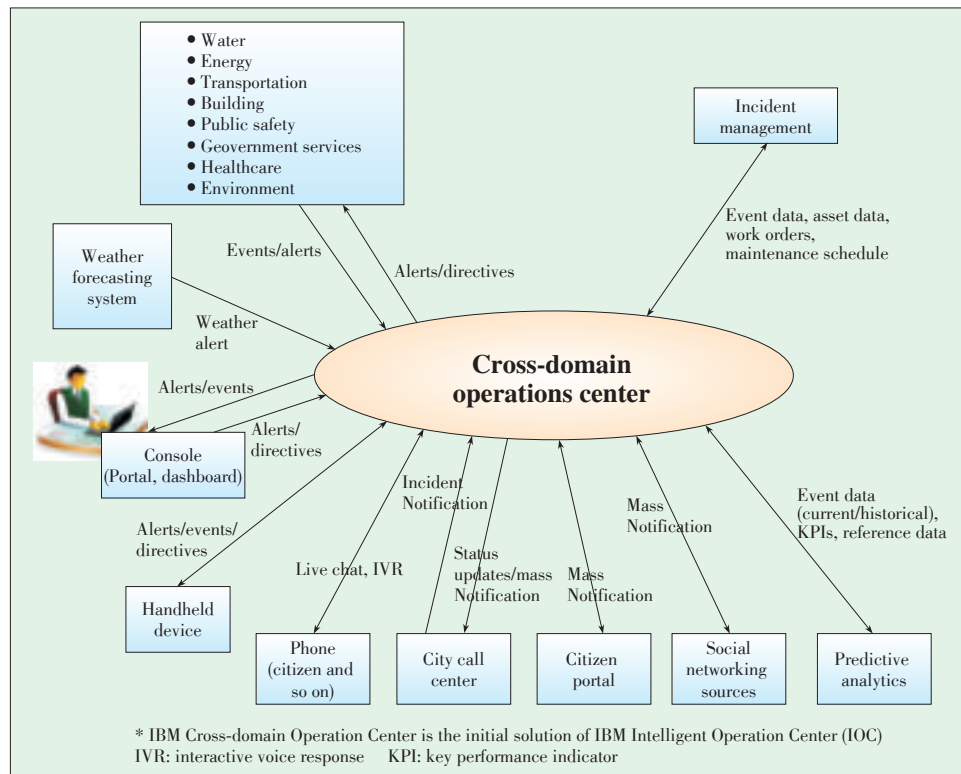 • Water
• Energy
• Transportation
• Building
• Public safety
• Geovernment services
• Healthcare
• Environment
Incident
management
Weather
forecasting
system
Events/alerts
Alerts/directives
Event data, asset data,
work orders,
maintenance schedule
Weather
alert
Cross-domain
operations center
Alerts/events
Console
(Portal, dashboard)
Alerts/
directives
Alerts/events/
directives
Handheld
device
Live chat, IVR
Phone
(citizen and
so on)
Incident
Notification
Status
updates/mass
Notification
City call
center
Mass
Notification
Citizen
portal
Mass
Notification
Social
networking
sources
Event data
(current/historical),
KPIs, reference data
Predictive
analytics
* IBM Cross-domain Operation Center is the initial solution of IBM Intelligent Operation Center (IOC)
IVR: interactive voice response KPI: key performance indicator